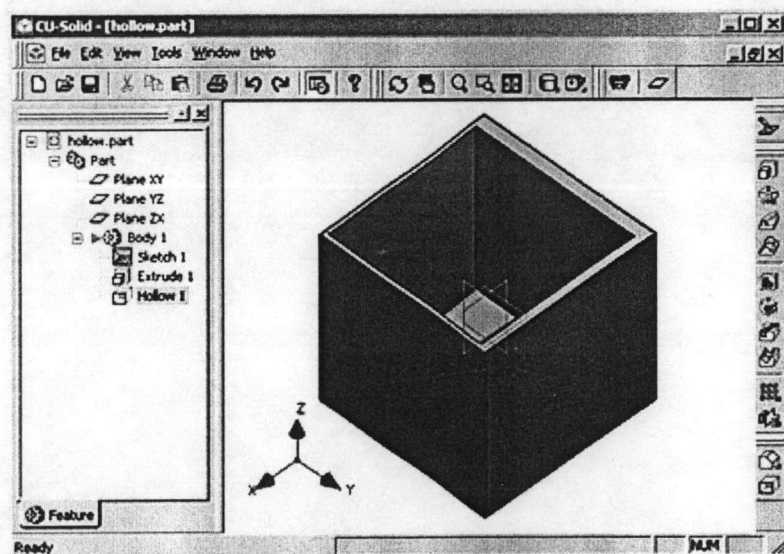 CU-Solid - [hollow.part]
File Edit View Tools Window Help
hollow.part
Part
Plane XY
Plane YZ
Plane ZX
Body 1
Sketch 1
Extrude 1
Hollow 1
Z
X
Y
Feature
Ready
NUM